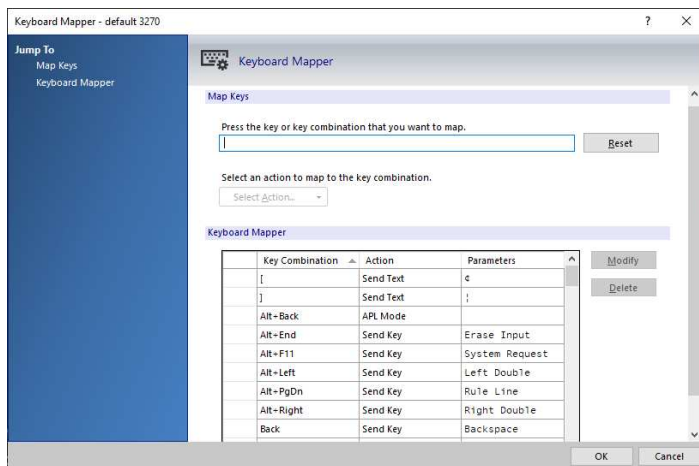 Keyboard Mapper - default 3270
? X
Jump To
Map Keys
Keyboard Mapper
Keyboard Mapper
Map Keys
Press the key or key combination that you want to map.
Reset
Select an action to map to the key combination.
Select Action...
Keyboard Mapper
Key Combination Action Parameters
[ Send Text ¢
] Send Text ¦
Alt+Back APL Mode
Alt+End Send Key Erase Input
Alt+F11 Send Key System Request
Alt+Left Send Key Left Double
Alt+PgDn Send Key Rule Line
Alt+Right Send Key Right Double
Back Send Key Backspace
Modify
Delete
OK Cancel